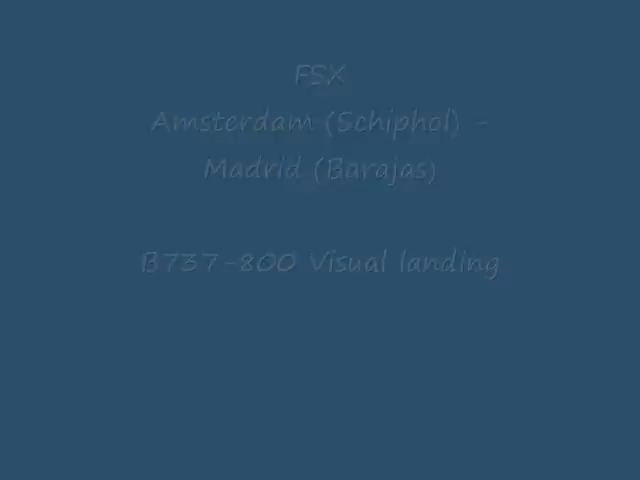 FSX
Amsterdam (Schiphol) -
Madrid (Barajas)
B737-800 Visual landing